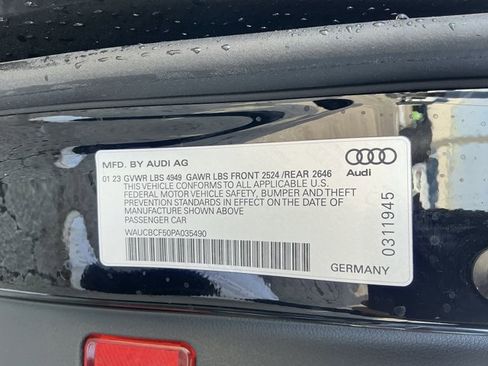 MFD. BY AUDI AG
01 23 GVWR LBS 4949 GAWR LBS FRONT 2524 /REAR 2646
THIS VEHICLE CONFORMS TO ALL APPLICABLE U.S.
FEDERAL MOTOR VEHICLE SAFETY, BUMPER AND THEFT
PREVENTION STANDARDS IN EFFECT ON THE DATE OF
MANUFACTURE SHOWN ABOVE
PASSENGER CAR
WAUCBCF50PA035490
Audi
0311945
GERMANY